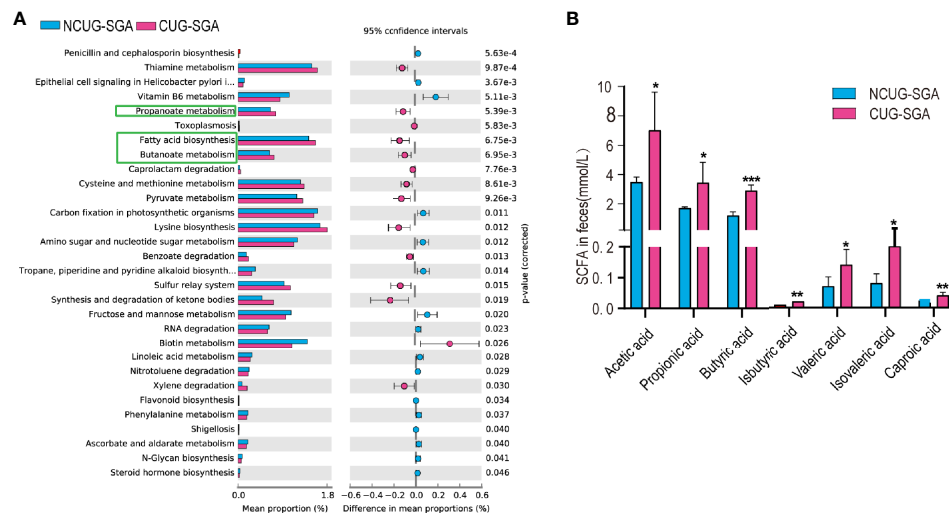 A
NCUG-SGA CUG-SGA
95% confidence intervals
Penicillin and cephalosporin biosynthesis 5.63e-4
Thiamine metabolism 9.87e-4
Epithelial cell signaling in Helicobacter pylori i... 3.67e-3
Vitamin B6 metabolism 5.11e-3
Propanoate metabolism 5.39e-3
Toxoplasmosis 5.83e-3
Fatty acid biosynthesis 6.75e-3
Butanoate metabolism 6.95e-3
Caprolactam degradation 7.76e-3
Cysteine and methionine metabolism 8.61e-3
Pyruvate metabolism 9.26e-3
Carbon fixation in photosynthetic organisms 0.011
Lysine biosynthesis 0.012
Amino sugar and nucleotide sugar metabolism 0.012
Benzoate degradation 0.013
Tropane, piperidine and pyridine alkaloid biosynth... 0.014
Sulfur relay system 0.015
Synthesis and degradation of ketone bodies 0.019
Fructose and mannose metabolism 0.020
RNA degradation 0.023
Biotin metabolism 0.026
Linoleic acid metabolism 0.028
Nitrotoluene degradation 0.029
Xylene degradation 0.030
Flavonoid biosynthesis 0.034
Phenylalanine metabolism 0.037
Shigellosis 0.040
Ascorbate and aldarate metabolism 0.040
N-Glycan biosynthesis 0.041
Steroid hormone biosynthesis 0.046
p-value (corrected)
0.0 1.8 −0.6 −0.4 −0.2 0.0 0.2 0.4 0.6
Mean proportion (%) Difference in mean proportions (%)
B
NCUG-SGA
CUG-SGA
SCFA in feces(mmol/L)
10
8
6
4
2
0.2
0.1
0.0
* * *** ** * * **
Acetic acid
Propionic acid
Butyric acid
Isbutyric acid
Valeric acid
Isovaleric acid
Caproic acid